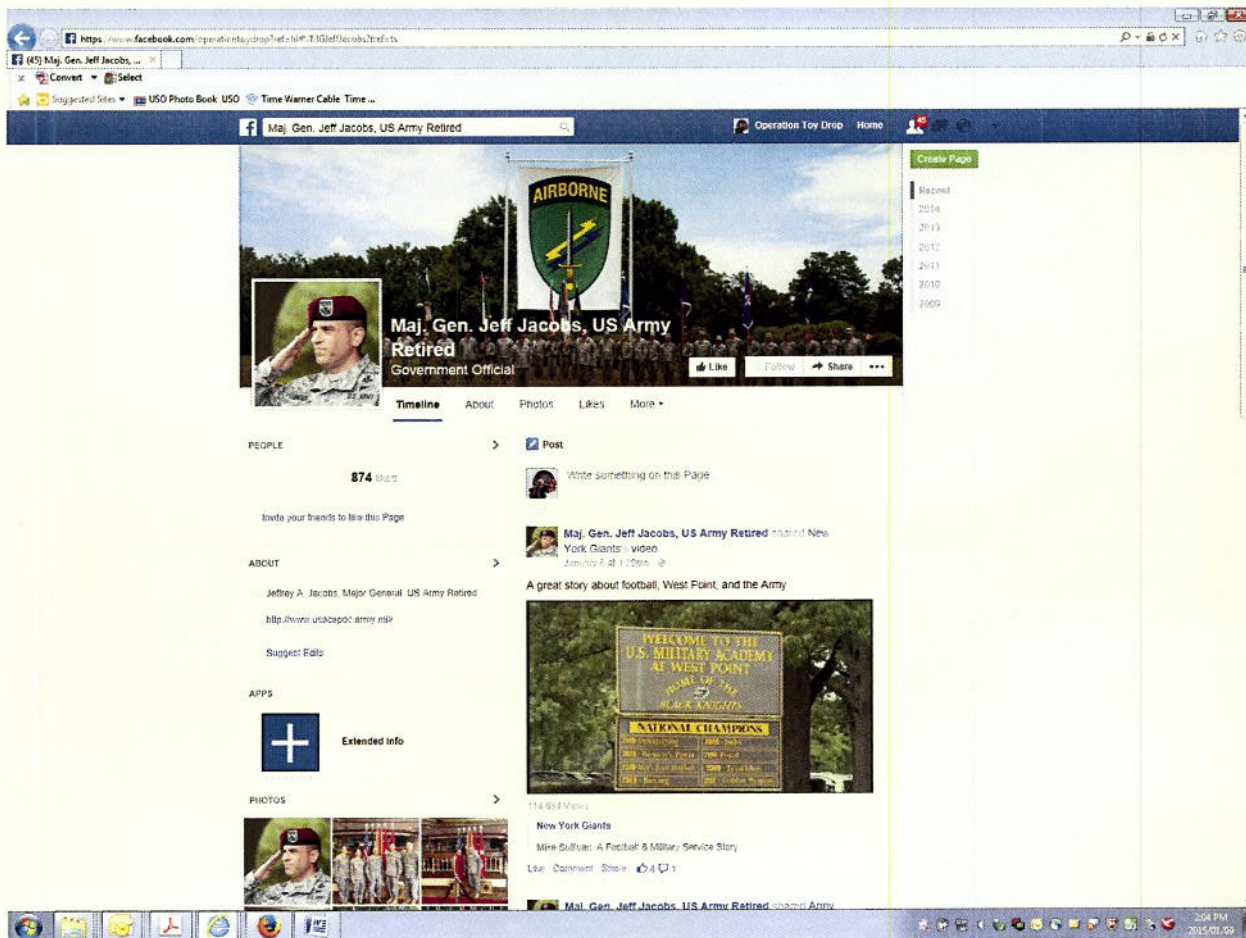 https://www.facebook.com/operationtoydrop?
(45) Maj. Gen. Jeff Jacobs, ...
x Convert Select
Suggested Sites USO Photo Book USO Time Warner Cable Time ...
Maj. Gen. Jeff Jacobs, US Army Retired
Operation Toy Drop Home 45
Create Page
Recent
2014
2013
2012
2011
2010
2009
AIRBORNE
Maj. Gen. Jeff Jacobs, US Army
Retired
Government Official
Like Follow Share •••
Timeline About Photos Likes More
PEOPLE
874 likes
Invite your friends to like this Page
ABOUT
Jeffrey A. Jacobs, Major General, US Army Retired
http://www.usacapoc.army.mil/
Suggest Edits
APPS
Extended Info
PHOTOS
Post
Write something on this Page
Maj. Gen. Jeff Jacobs, US Army Retired shared New
York Giants's video.
A great story about football, West Point, and the Army
WELCOME TO THE
U.S. MILITARY ACADEMY
AT WEST POINT
HOME OF THE
BLACK KNIGHTS
NATIONAL CHAMPIONS
Views
New York Giants
Mike Sullivan: A Football & Military Service Story
Like Comment Share 4 1
Maj. Gen. Jeff Jacobs, US Army Retired shared Army
2:04 PM
2015/01/09